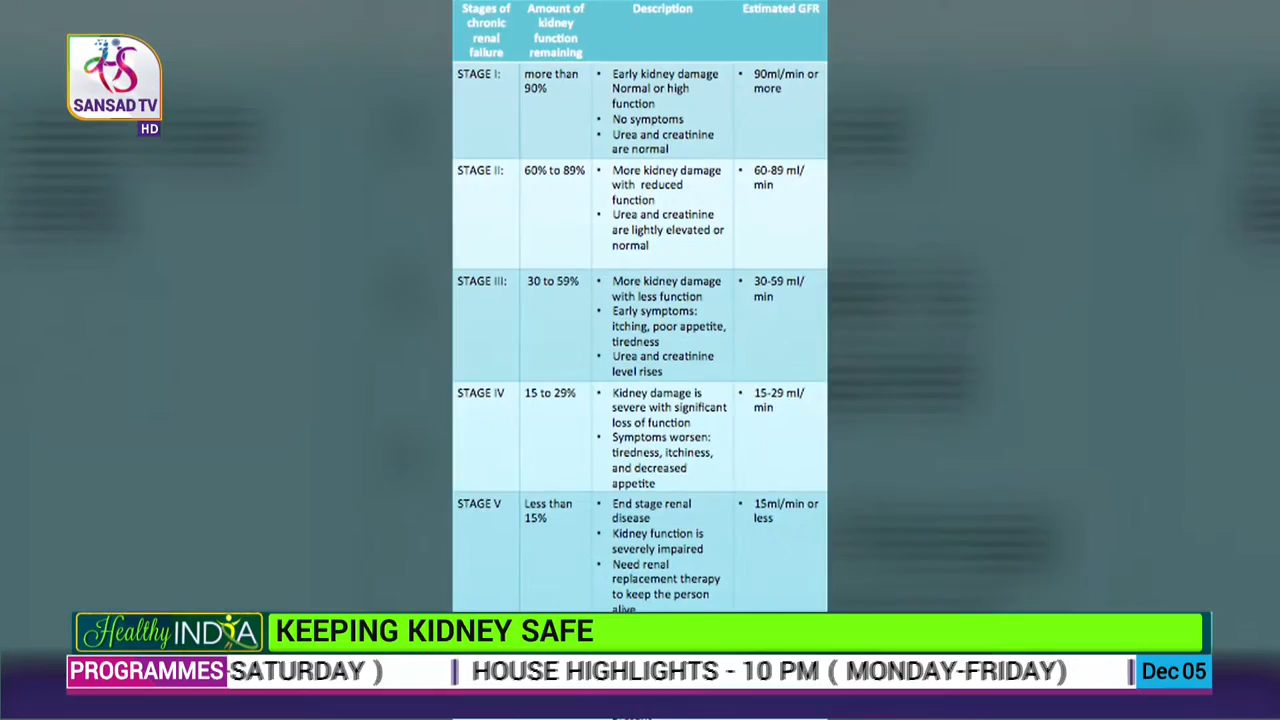 Stages of chronic renal failure
Amount of kidney function remaining
Description
Estimated GFR
STAGE I:
more than 90%
• Early kidney damage Normal or high function
• No symptoms
• Urea and creatinine are normal
• 90ml/min or more
STAGE II:
60% to 89%
• More kidney damage with reduced function
• Urea and creatinine are lightly elevated or normal
• 60-89 ml/ min
STAGE III:
30 to 59%
• More kidney damage with less function
• Early symptoms: itching, poor appetite, tiredness
• Urea and creatinine level rises
• 30-59 ml/ min
STAGE IV
15 to 29%
• Kidney damage is severe with significant loss of function
• Symptoms worsen: tiredness, itchiness, and decreased appetite
• 15-29 ml/ min
STAGE V
Less than 15%
• End stage renal disease
• Kidney function is severely impaired
• Need renal replacement therapy to keep the person alive
• 15ml/min or less
SANSAD TV
HD
Healthy INDIA
KEEPING KIDNEY SAFE
PROGRAMMES
SATURDAY )
HOUSE HIGHLIGHTS - 10 PM ( MONDAY-FRIDAY)
Dec 05